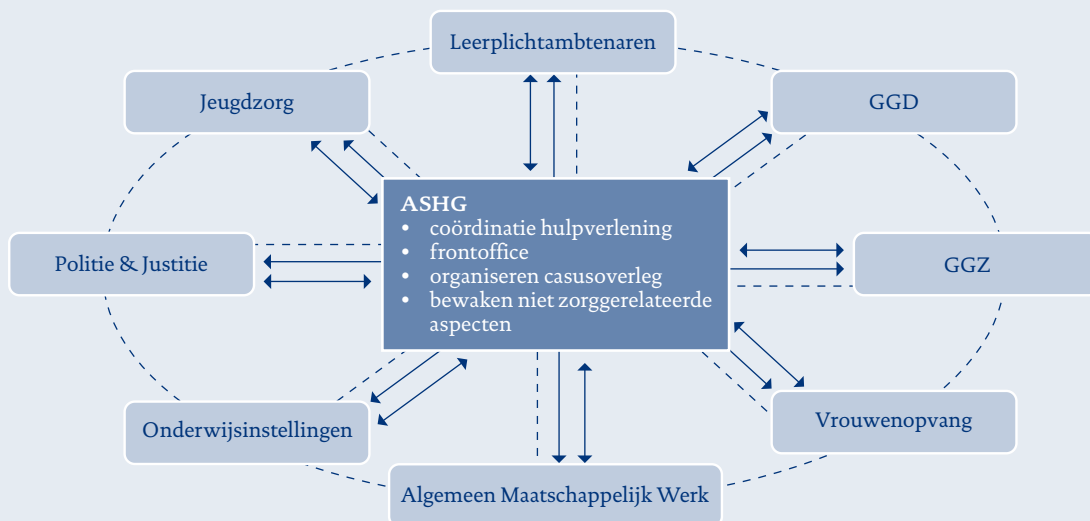 Leerplichtambtenaren
Jeugdzorg
GGD
ASHG
• coördinatie hulpverlening
• frontoffice
• organiseren casusoverleg
• bewaken niet zorggerelateerde
aspecten
Politie & Justitie
GGZ
Onderwijsinstellingen
Vrouwenopvang
Algemeen Maatschappelijk Werk